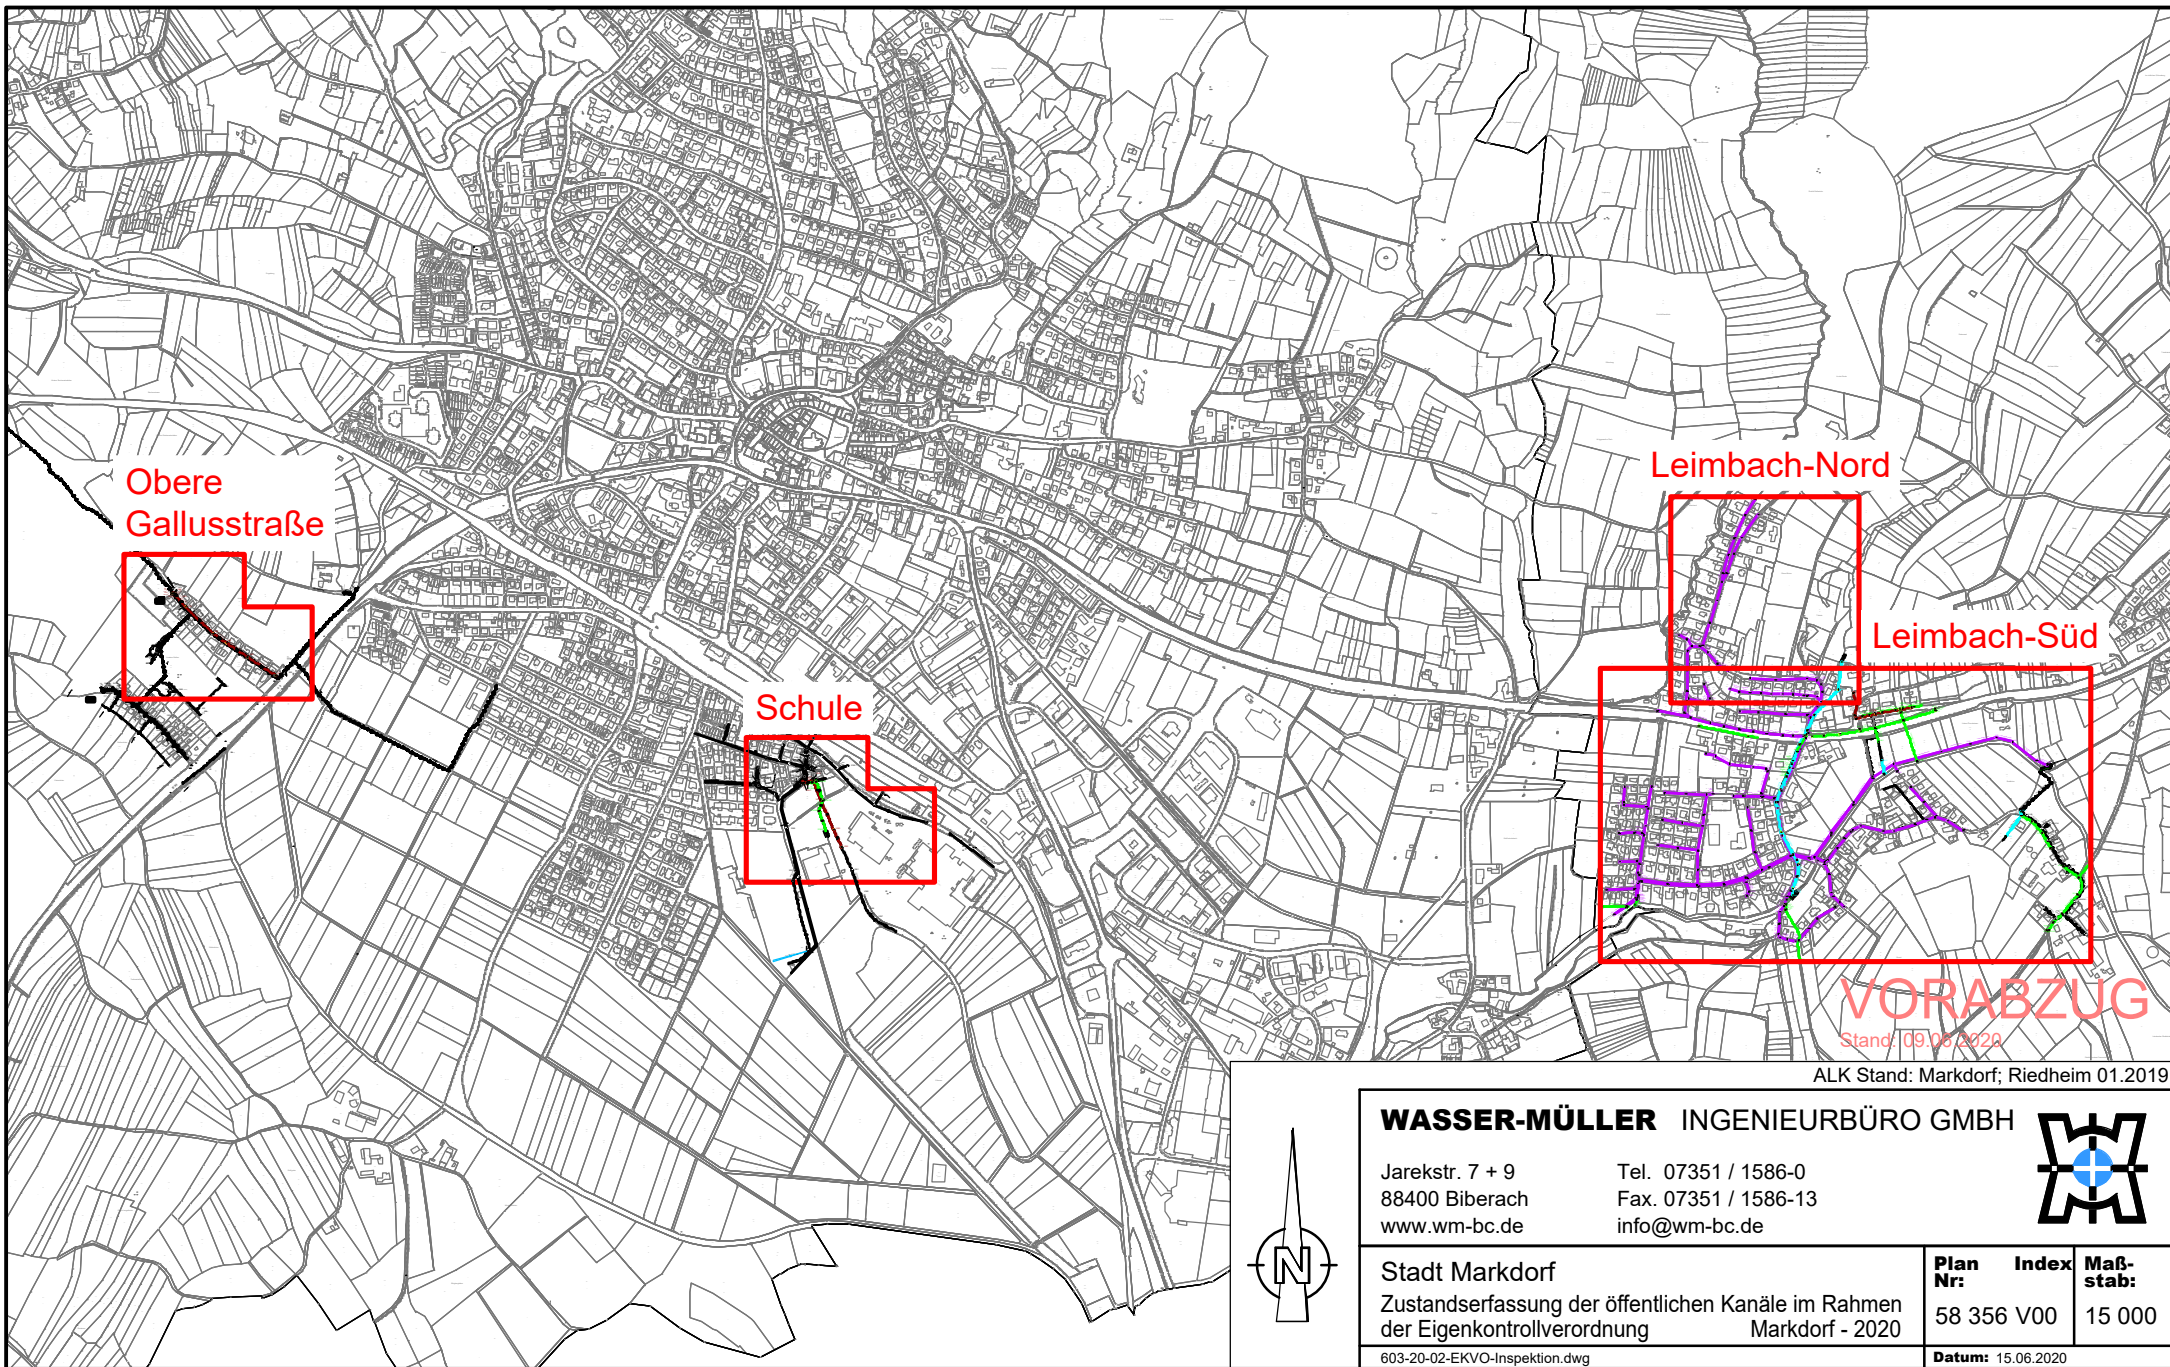 Obere
Gallusstraße
Schule
Leimbach-Nord
Leimbach-Süd
VORABZUG
Stand: 09.06.2020
ALK Stand: Markdorf; Riedheim 01.2019
WASSER-MÜLLER INGENIEURBÜRO GMBH
Jarekstr. 7 + 9 Tel. 07351 / 1586-0
88400 Biberach Fax. 07351 / 1586-13
www.wm-bc.de info@wm-bc.de
N
Stadt Markdorf
Zustandserfassung der öffentlichen Kanäle im Rahmen
der Eigenkontrollverordnung Markdorf - 2020
603-20-02-EKVO-Inspektion.dwg
Plan Index
Nr:
58 356 V00
Maß-
stab:
15 000
Datum: 15.06.2020